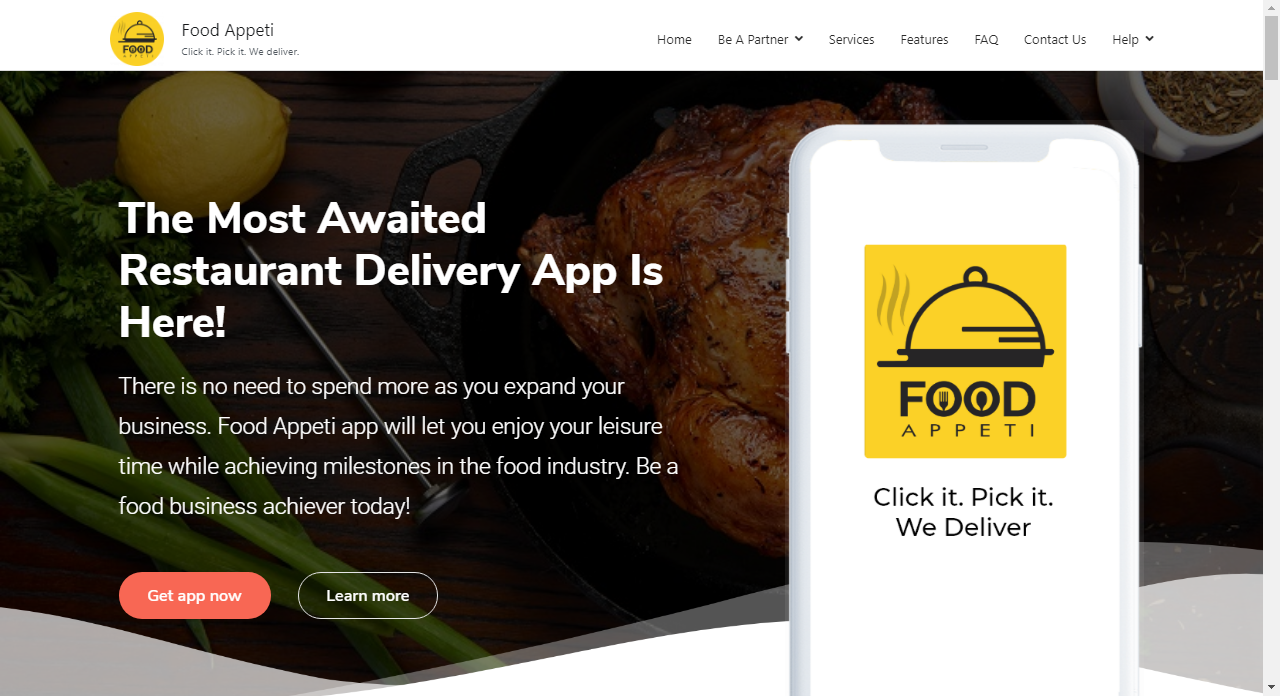 Food Appeti
Click it. Pick it. We deliver.
FOOD
APPETI
Home
Be A Partner
Services
Features
FAQ
Contact Us
Help
The Most Awaited
Restaurant Delivery App Is
Here!
There is no need to spend more as you expand your
business. Food Appeti app will let you enjoy your leisure
time while achieving milestones in the food industry. Be a
food business achiever today!
Get app now
Learn more
FOOD
APPETI
Click it. Pick it.
We Deliver